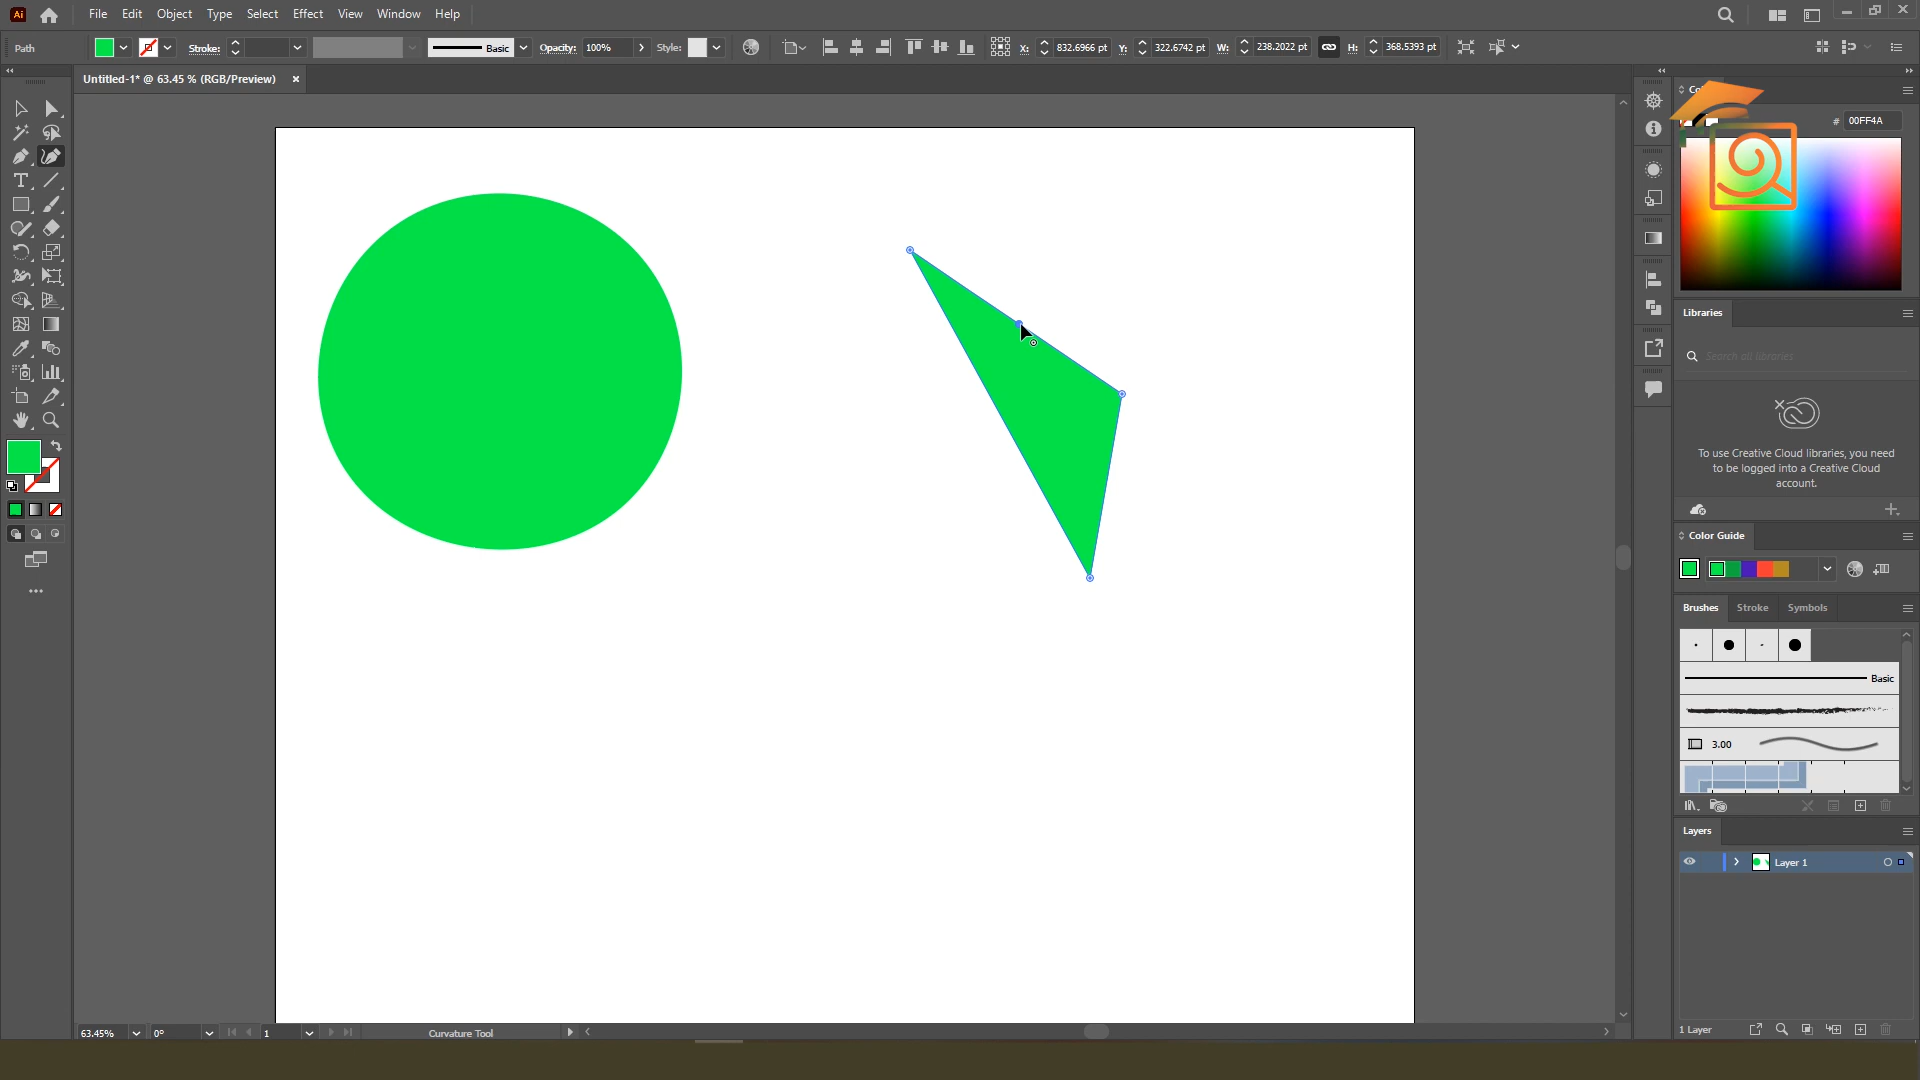 Ai File Edit Object Type Select Effect View Window Help
Path Stroke: Basic Opacity: 100% Style: X: 832.6966 pt Y: 322.6742 pt W: 238.2022 pt H: 368.5393 pt
Untitled-1* @ 63.45 % (RGB/Preview) ×
# 00FF4A
Libraries
Search all libraries
To use Creative Cloud libraries, you need
to be logged into a Creative Cloud
account.
Color Guide
Brushes Stroke Symbols
Basic
3.00
Layers
Layer 1
1 Layer
63.45% 0° 1 Curvature Tool